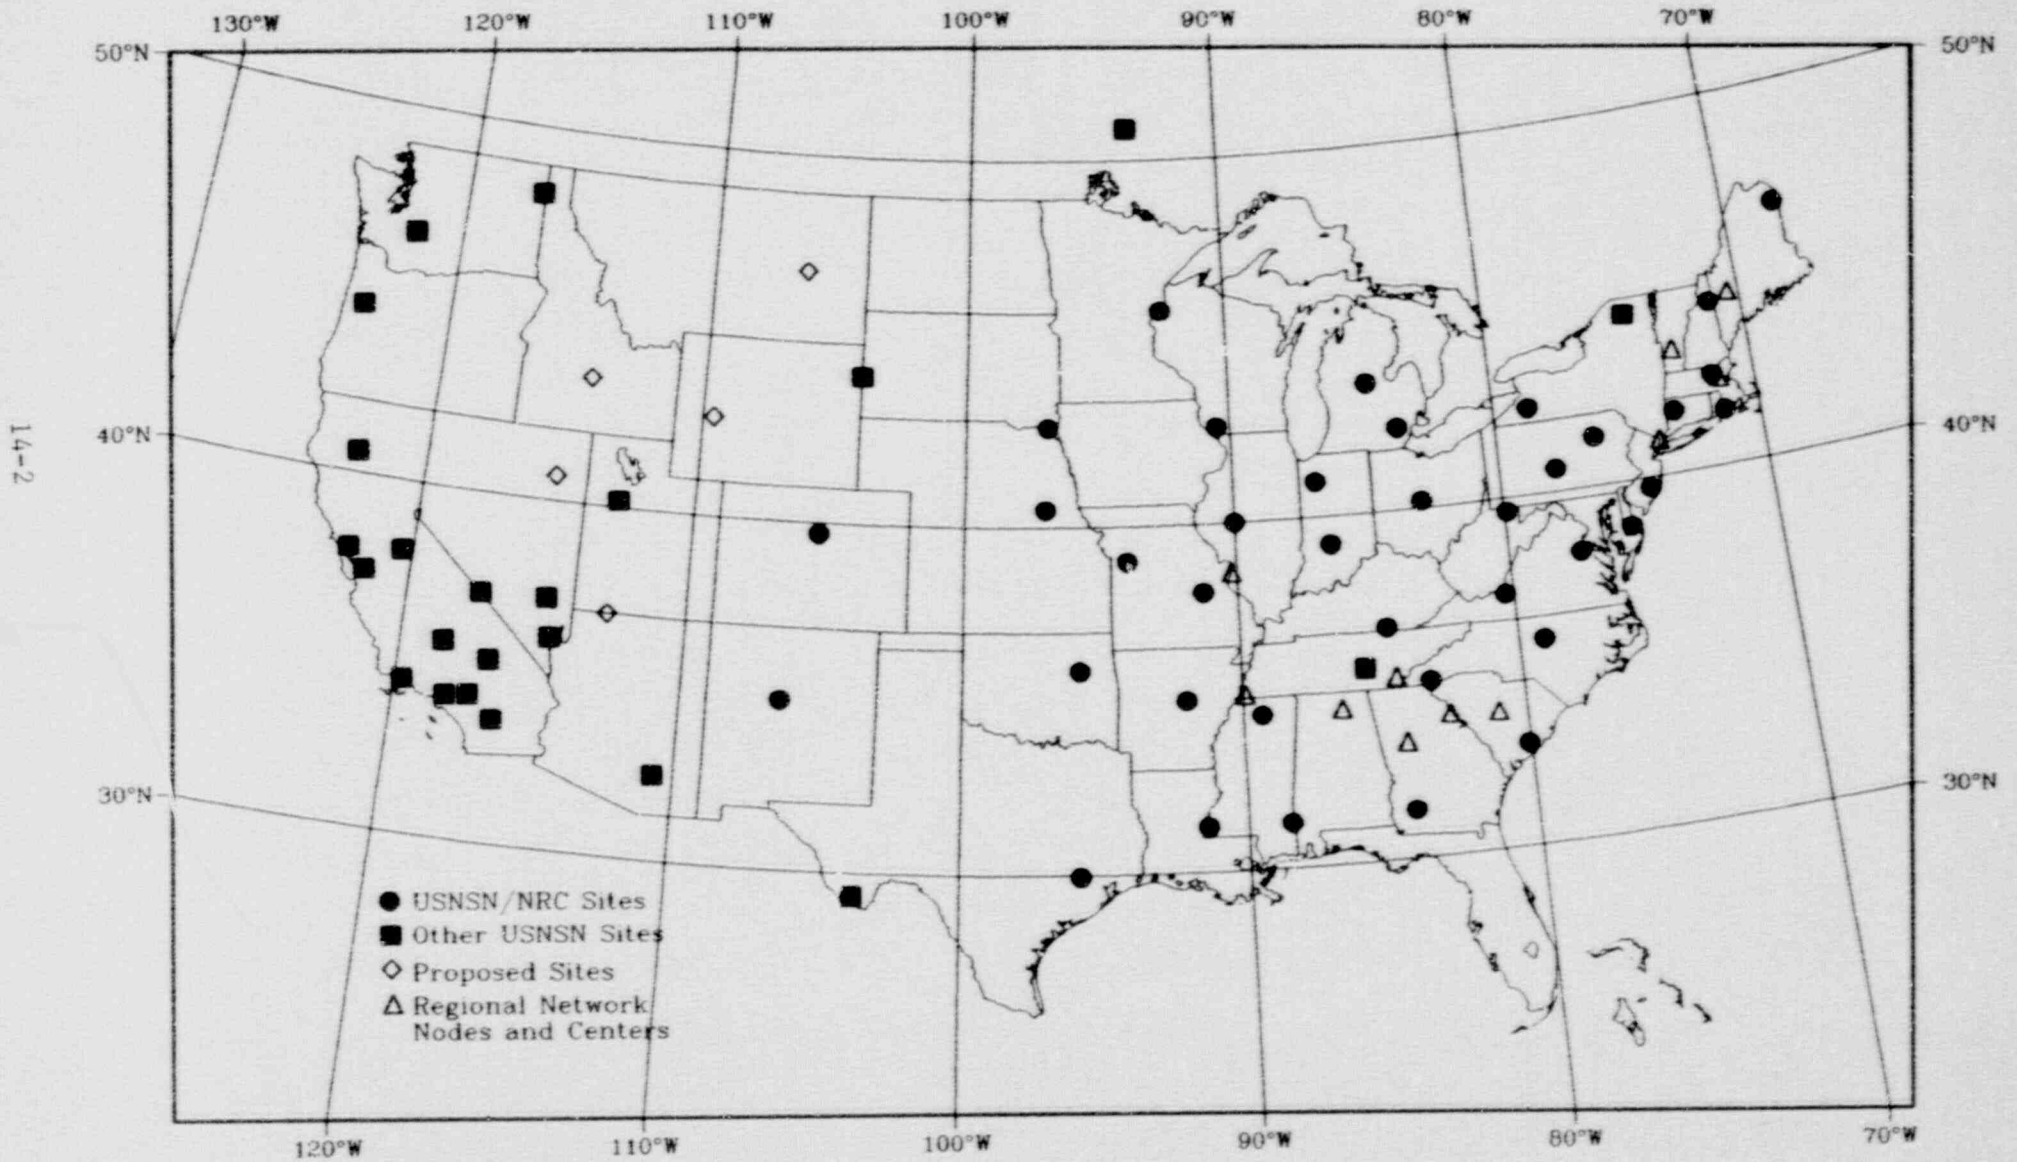 130°W 120°W 110°W 100°W 90°W 80°W 70°W
50°N 50°N
40°N 40°N
14-2
30°N 30°N
USNSN/NRC Sites
Other USNSN Sites
Proposed Sites
Regional Network
Nodes and Centers
120°W 110°W 100°W 90°W 80°W 70°W